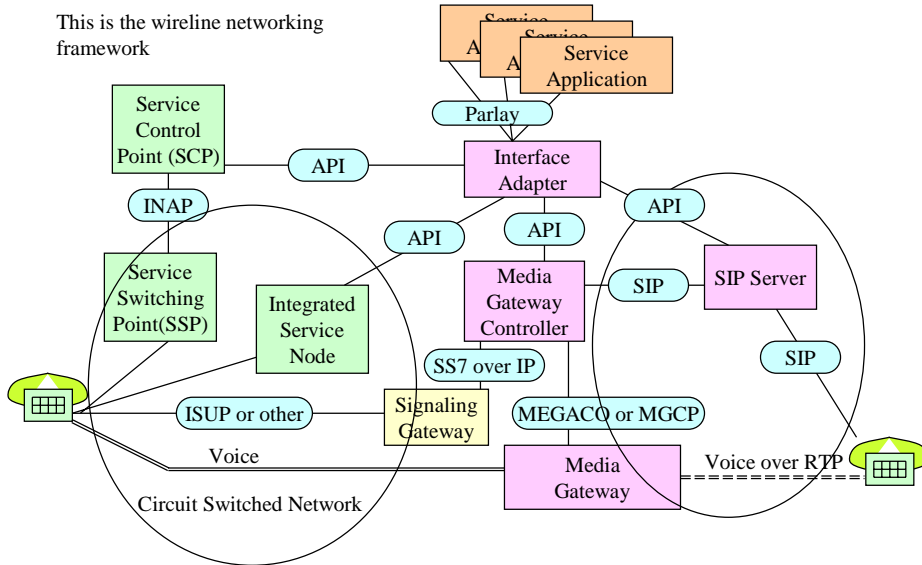 This is the wireline networking
framework
Service
A
Service
A
Service
Application
Parlay
Service
Control
Point (SCP)
API
Interface
Adapter
INAP
API
API
API
Service
Switching
Point(SSP)
Integrated
Service
Node
Media
Gateway
Controller
SIP
SIP Server
SS7 over IP
SIP
ISUP or other
Signaling
Gateway
MEGACO or MGCP
Voice
Media
Gateway
Voice over RTP
Circuit Switched Network